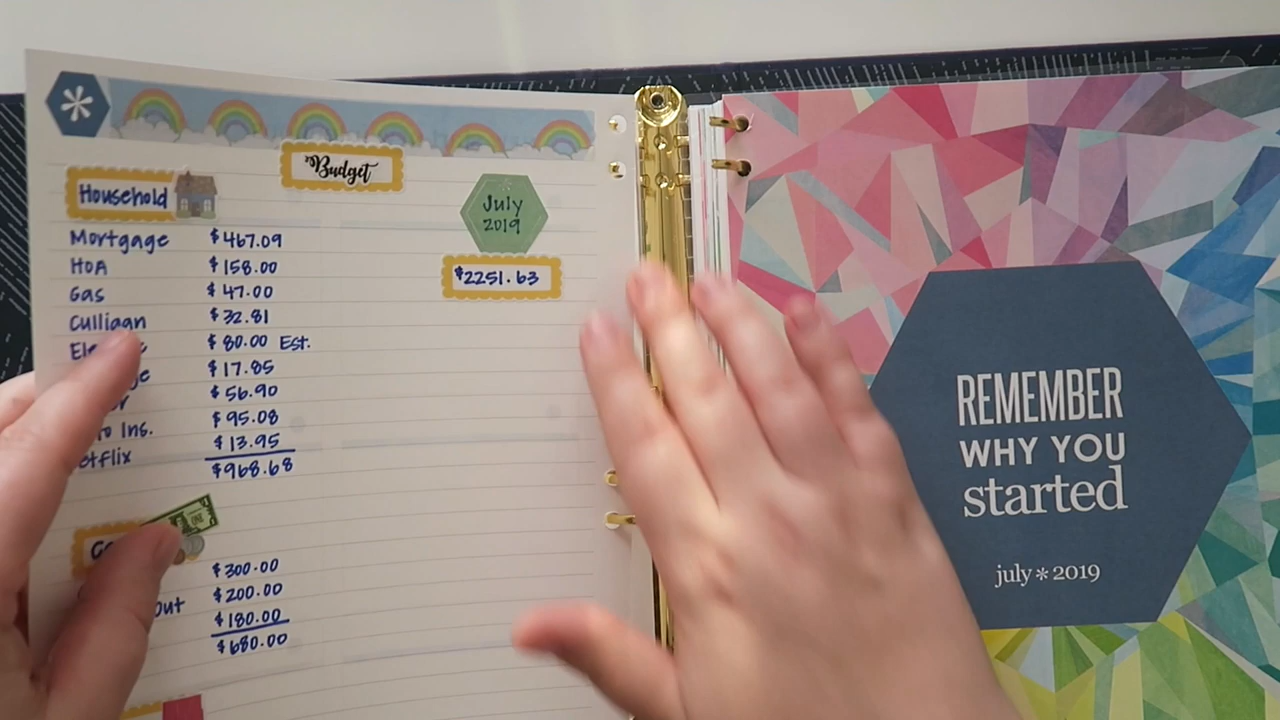 Budget
Household
July
2019
$2251.63
Mortgage $467.09
HOA $158.00
Gas $47.00
Culligan $32.81
$80.00 Est.
$17.85
$56.90
Ins. $95.08
$13.95
$968.68
$300.00
$200.00
out $180.00
$680.00
REMEMBER
WHY YOU
started
july * 2019